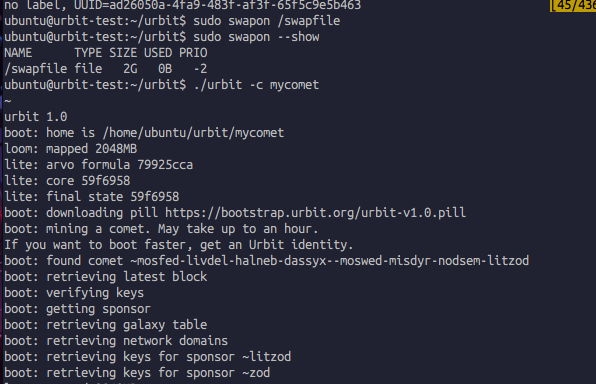 no label, UUID=ad26050a-4fa9-483f-af3f-65f5c9e5b463 [45/436
ubuntu@urbit-test:~/urbit$ sudo swapon /swapfile
ubuntu@urbit-test:~/urbit$ sudo swapon --show
NAME TYPE SIZE USED PRIO
/swapfile file 2G 0B -2
ubuntu@urbit-test:~/urbit$ ./urbit -c mycomet
~
urbit 1.0
boot: home is /home/ubuntu/urbit/mycomet
loom: mapped 2048MB
lite: arvo formula 79925cca
lite: core 59f6958
lite: final state 59f6958
boot: downloading pill https://bootstrap.urbit.org/urbit-v1.0.pill
boot: mining a comet. May take up to an hour.
If you want to boot faster, get an Urbit identity.
boot: found comet ~mosfed-livdel-halneb-dassyx--moswed-misdyr-nodsem-litzod
boot: retrieving latest block
boot: verifying keys
boot: getting sponsor
boot: retrieving galaxy table
boot: retrieving network domains
boot: retrieving keys for sponsor ~litzod
boot: retrieving keys for sponsor ~zod